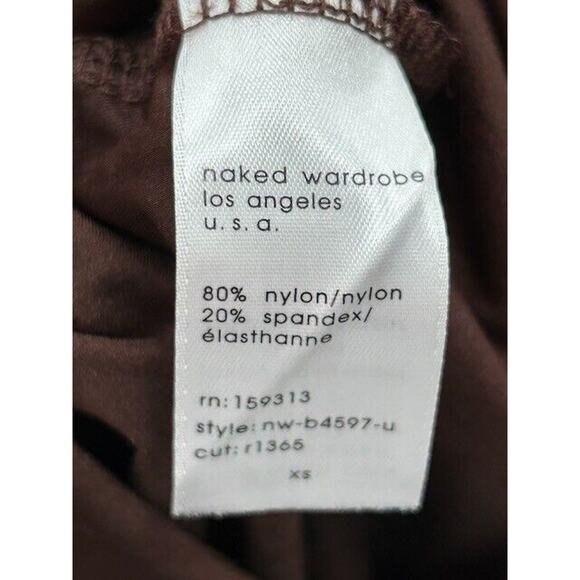 naked wardrobe
los angeles
u.s.a.
80% nylon/nylon
20% spandex/
élasthanne
rn:159313
style:nw-b4597-u
cut:r1365
xs